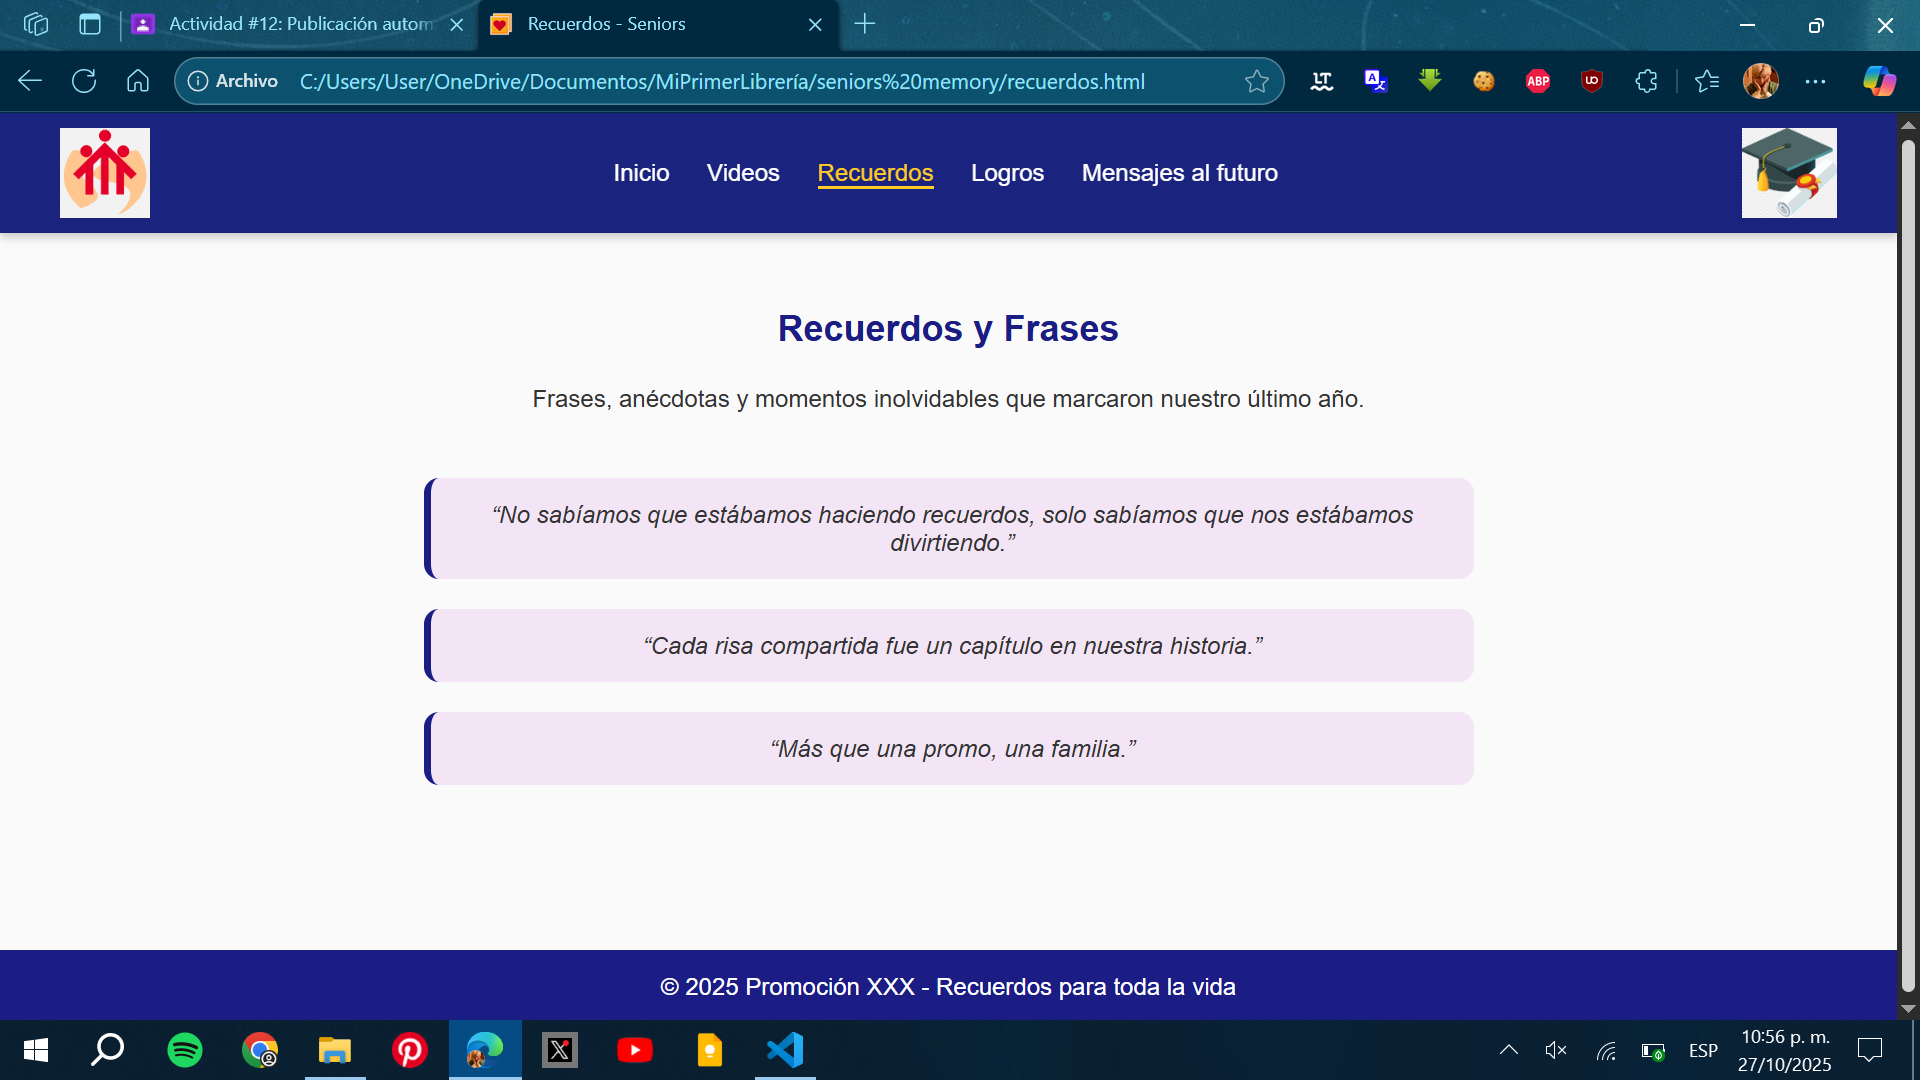 Actividad #12: Publicación autom
Recuerdos - Seniors
Archivo
C:/Users/User/OneDrive/Documentos/MiPrimerLibrería/seniors%20memory/recuerdos.html
LT
A
ABP
Inicio
Videos
Recuerdos
Logros
Mensajes al futuro
Recuerdos y Frases
Frases, anécdotas y momentos inolvidables que marcaron nuestro último año.
“No sabíamos que estábamos haciendo recuerdos, solo sabíamos que nos estábamos
divirtiendo.”
“Cada risa compartida fue un capítulo en nuestra historia.”
“Más que una promo, una familia.”
© 2025 Promoción XXX - Recuerdos para toda la vida
ESP
10:56 p. m.
27/10/2025